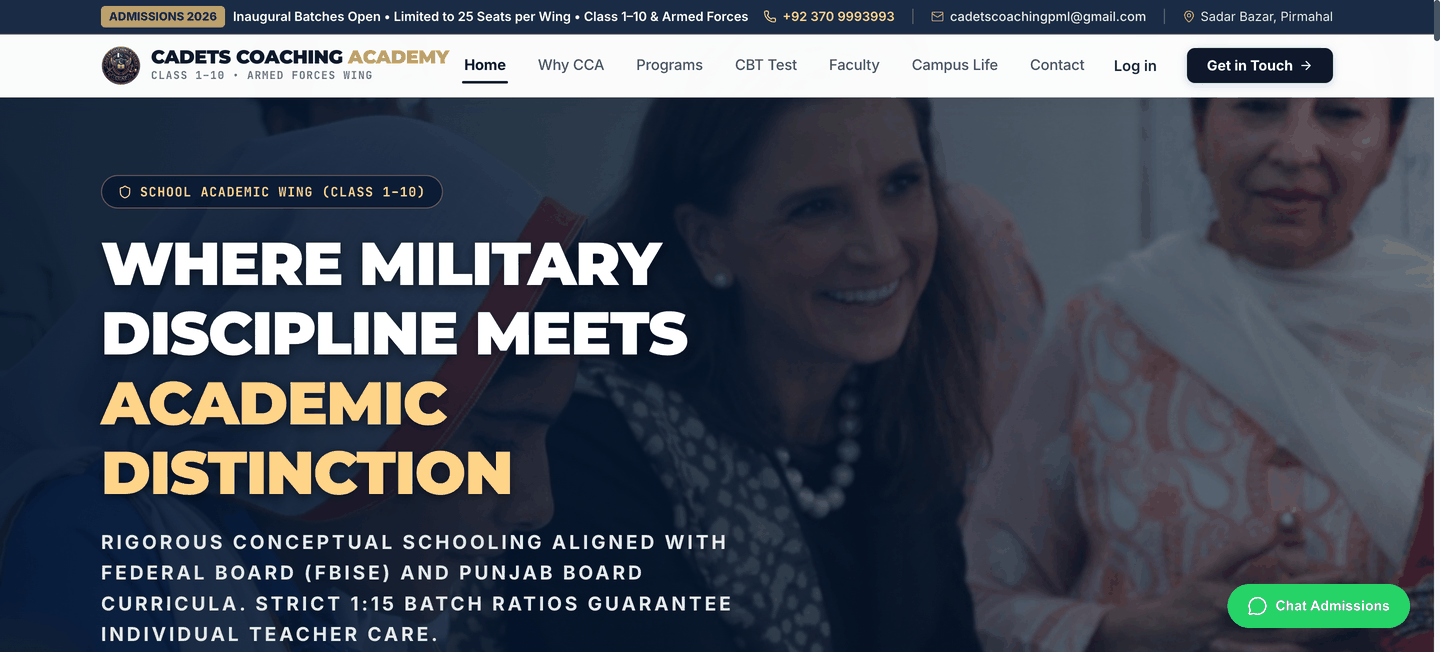 ADMISSIONS 2026 Inaugural Batches Open • Limited to 25 Seats per Wing • Class 1–10 & Armed Forces +92 370 9993993 cadetscoachingpml@gmail.com Sadar Bazar, Pirmahal
CADETS COACHING ACADEMY
CLASS 1–10 • ARMED FORCES WING
Home Why CCA Programs CBT Test Faculty Campus Life Contact Log in Get in Touch →
SCHOOL ACADEMIC WING (CLASS 1–10)
WHERE MILITARY
DISCIPLINE MEETS
ACADEMIC
DISTINCTION
RIGOROUS CONCEPTUAL SCHOOLING ALIGNED WITH
FEDERAL BOARD (FBISE) AND PUNJAB BOARD
CURRICULA. STRICT 1:15 BATCH RATIOS GUARANTEE
INDIVIDUAL TEACHER CARE.
Chat Admissions